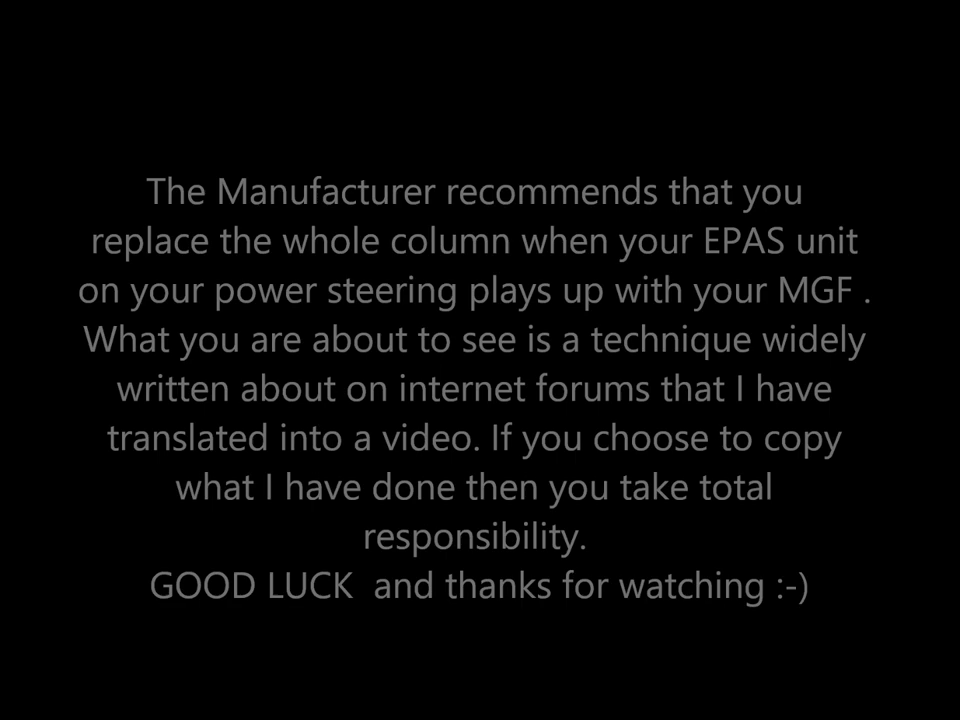 The Manufacturer recommends that you
replace the whole column when your EPAS unit
on your power steering plays up with your MGF .
What you are about to see is a technique widely
written about on internet forums that I have
translated into a video. If you choose to copy
what I have done then you take total
responsibility.
GOOD LUCK  and thanks for watching :-)